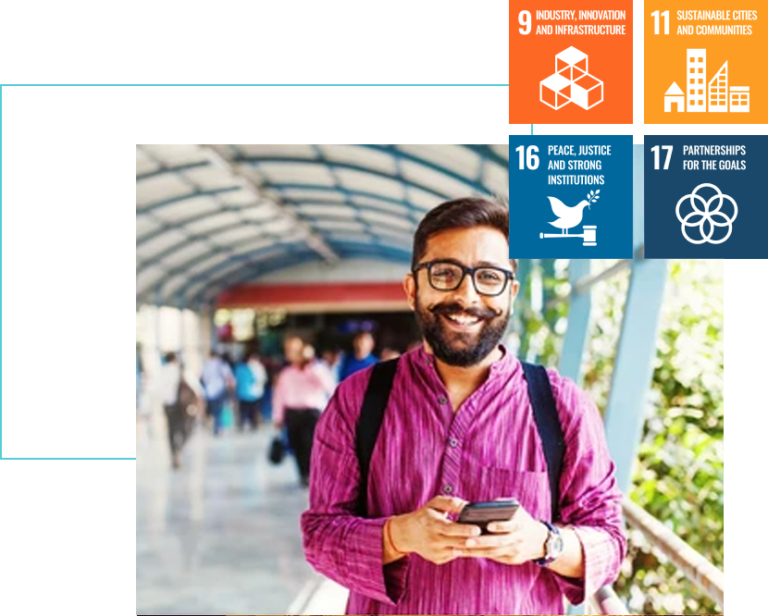 9 INDUSTRY, INNOVATION
AND INFRASTRUCTURE
11 SUSTAINABLE CITIES
AND COMMUNITIES
16 PEACE, JUSTICE
AND STRONG
INSTITUTIONS
17 PARTNERSHIPS
FOR THE GOALS